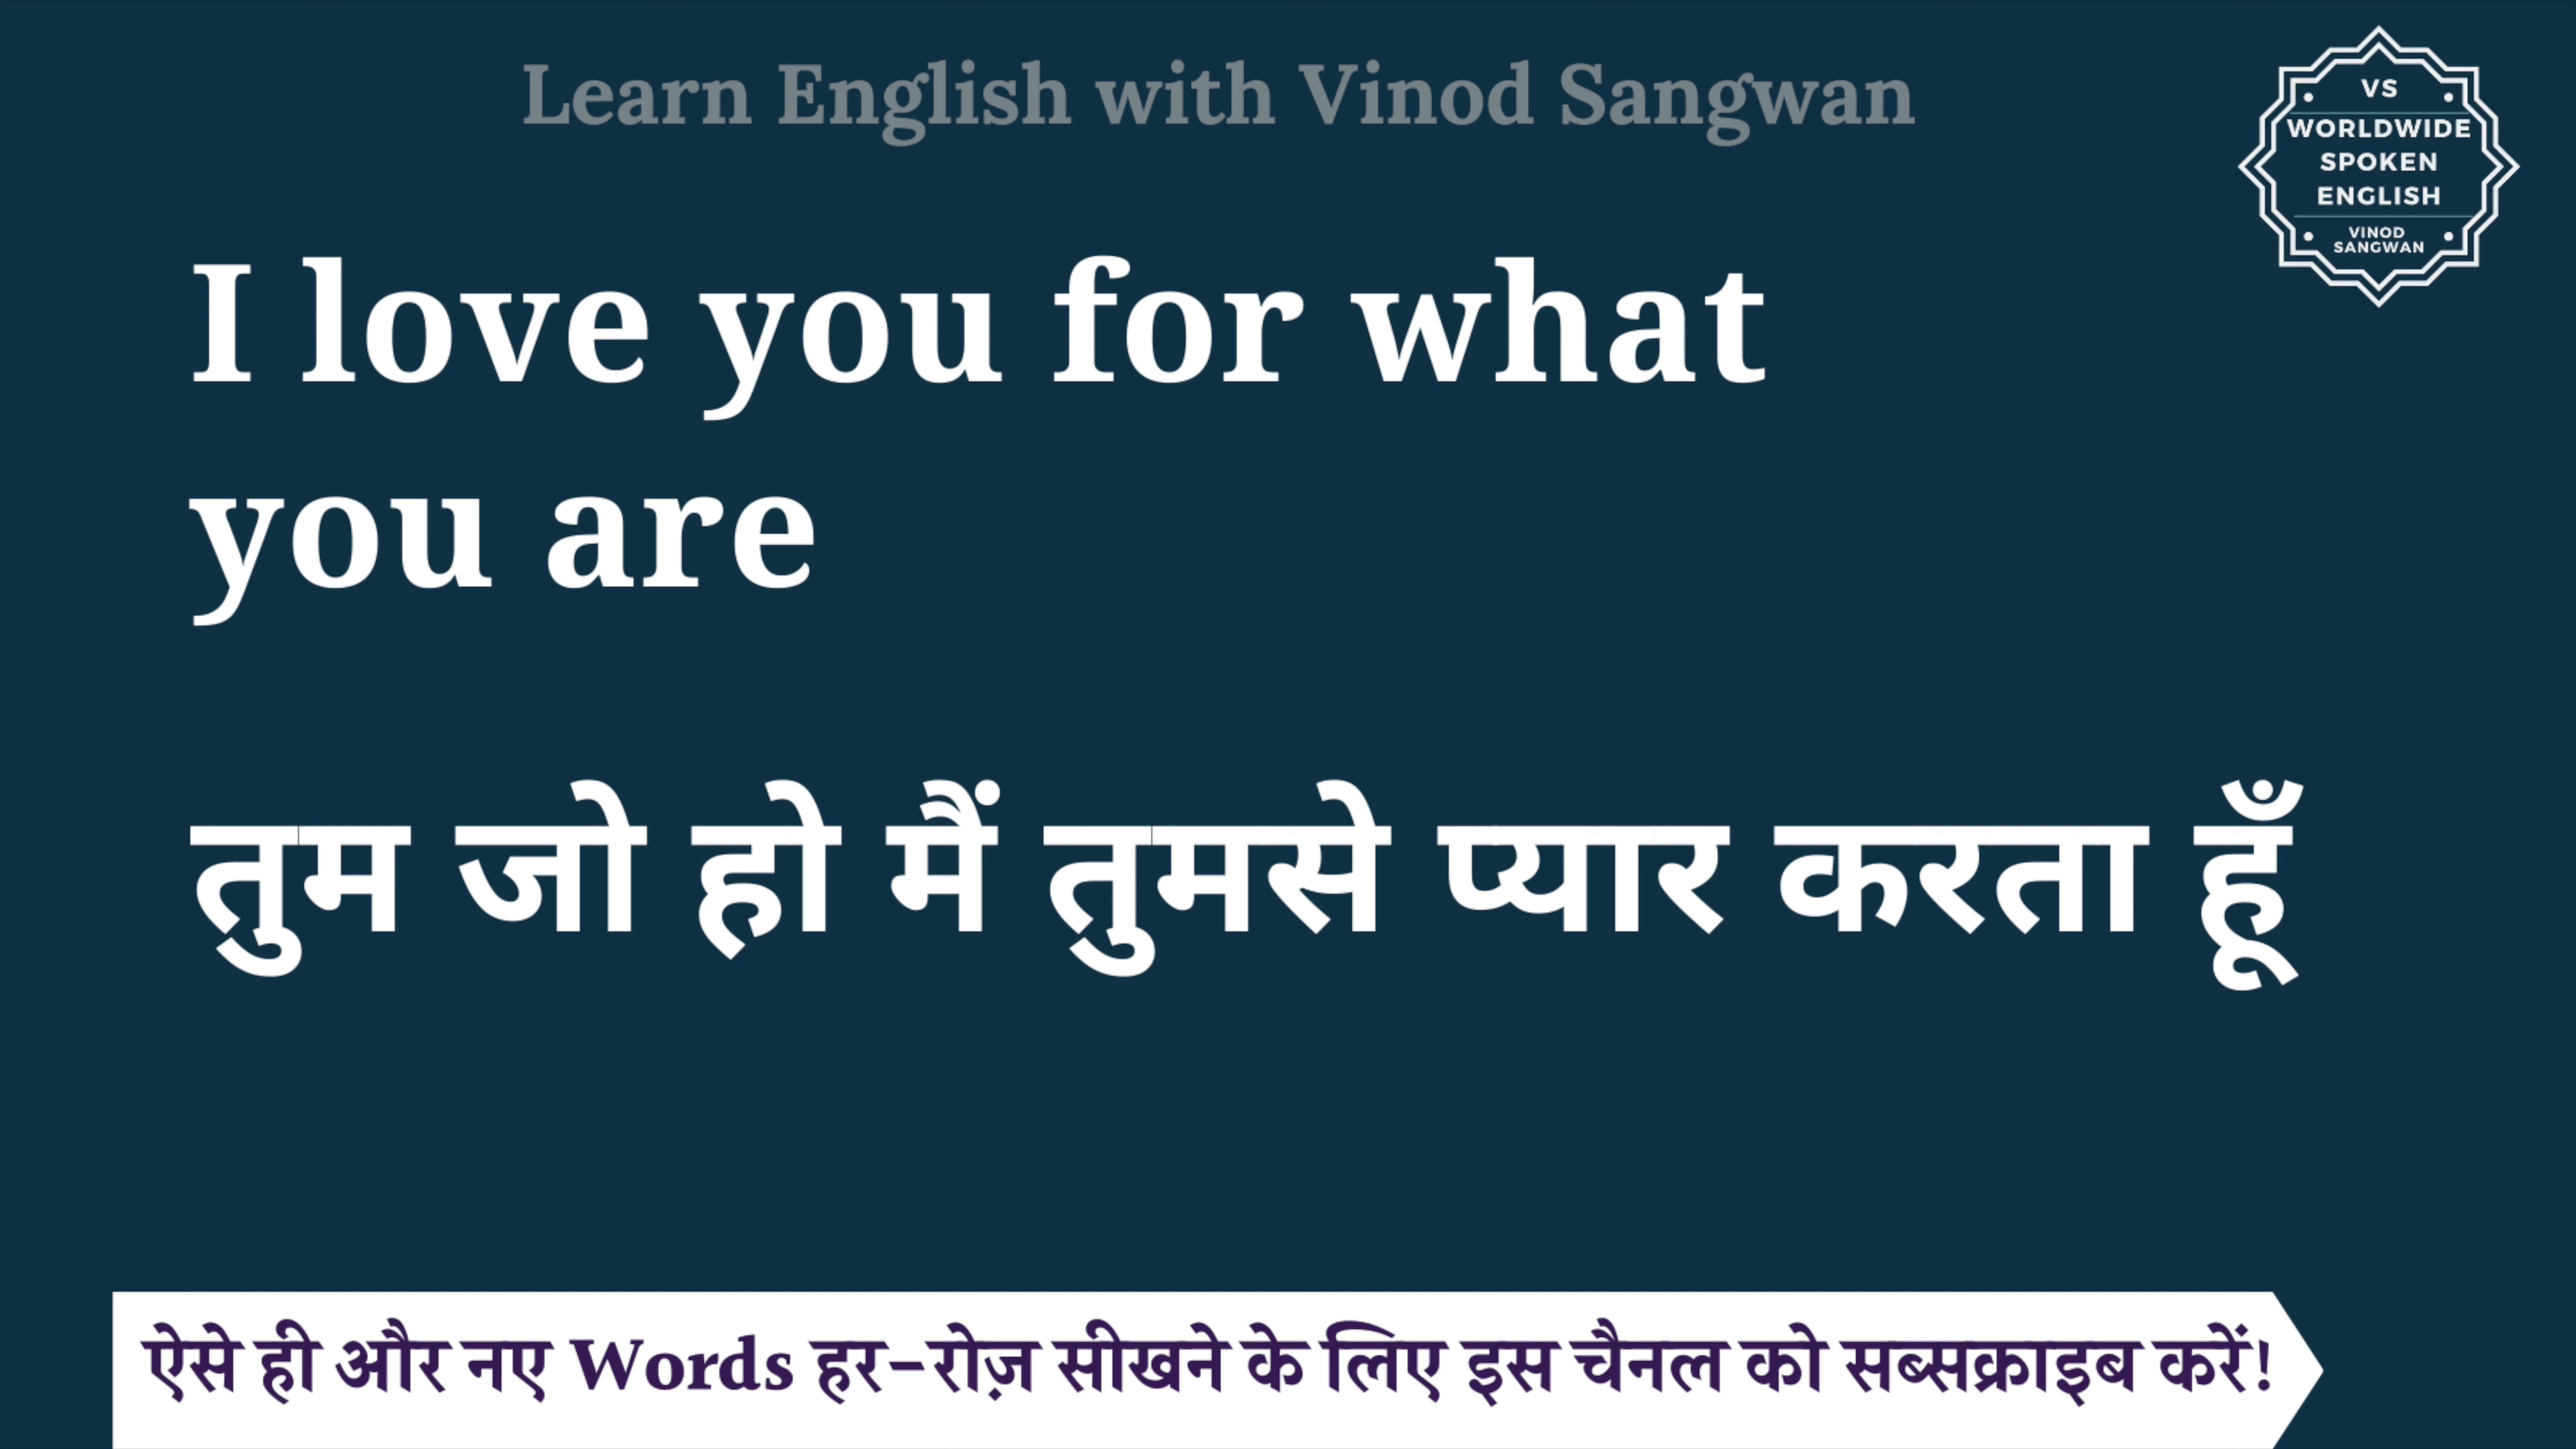 Learn English with Vinod Sangwan
VS
WORLDWIDE
SPOKEN
ENGLISH
VINOD
SANGWAN
I love you for what
you are
तुम जो हो मैं तुमसे प्यार करता हूँ
ऐसे ही और नए Words हर-रोज़ सीखने के लिए इस चैनल को सब्सक्राइब करें!